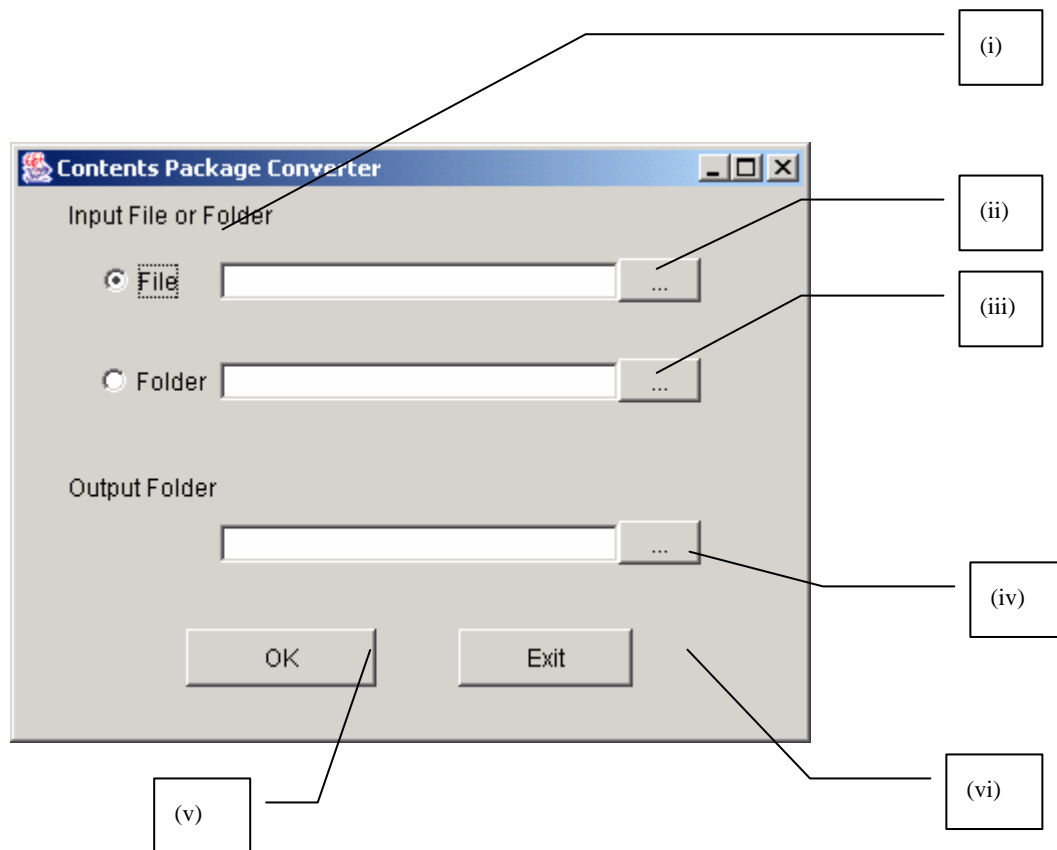 (i)
Contents Package Converter
Input File or Folder
(ii)
File
...
(iii)
Folder
...
Output Folder
...
(iv)
OK
Exit
(v)
(vi)